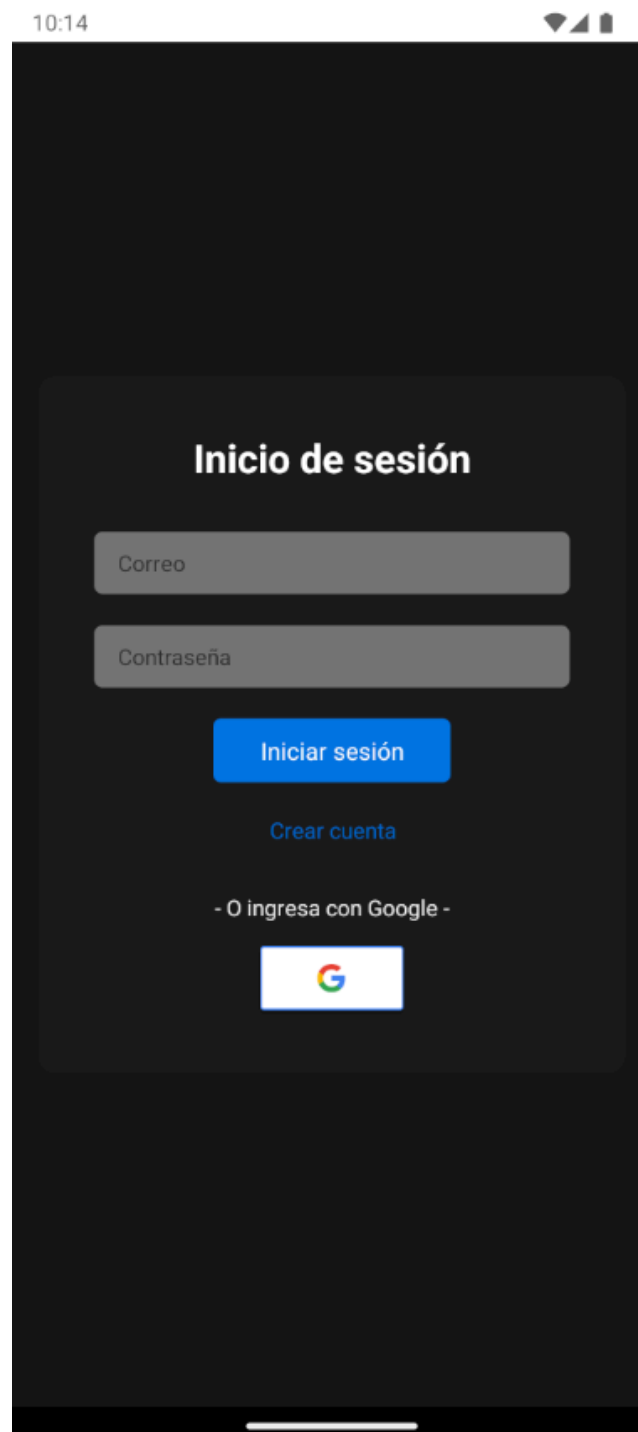 10:14
Inicio de sesión
Correo
Contraseña
Iniciar sesión
Crear cuenta
- O ingresa con Google -